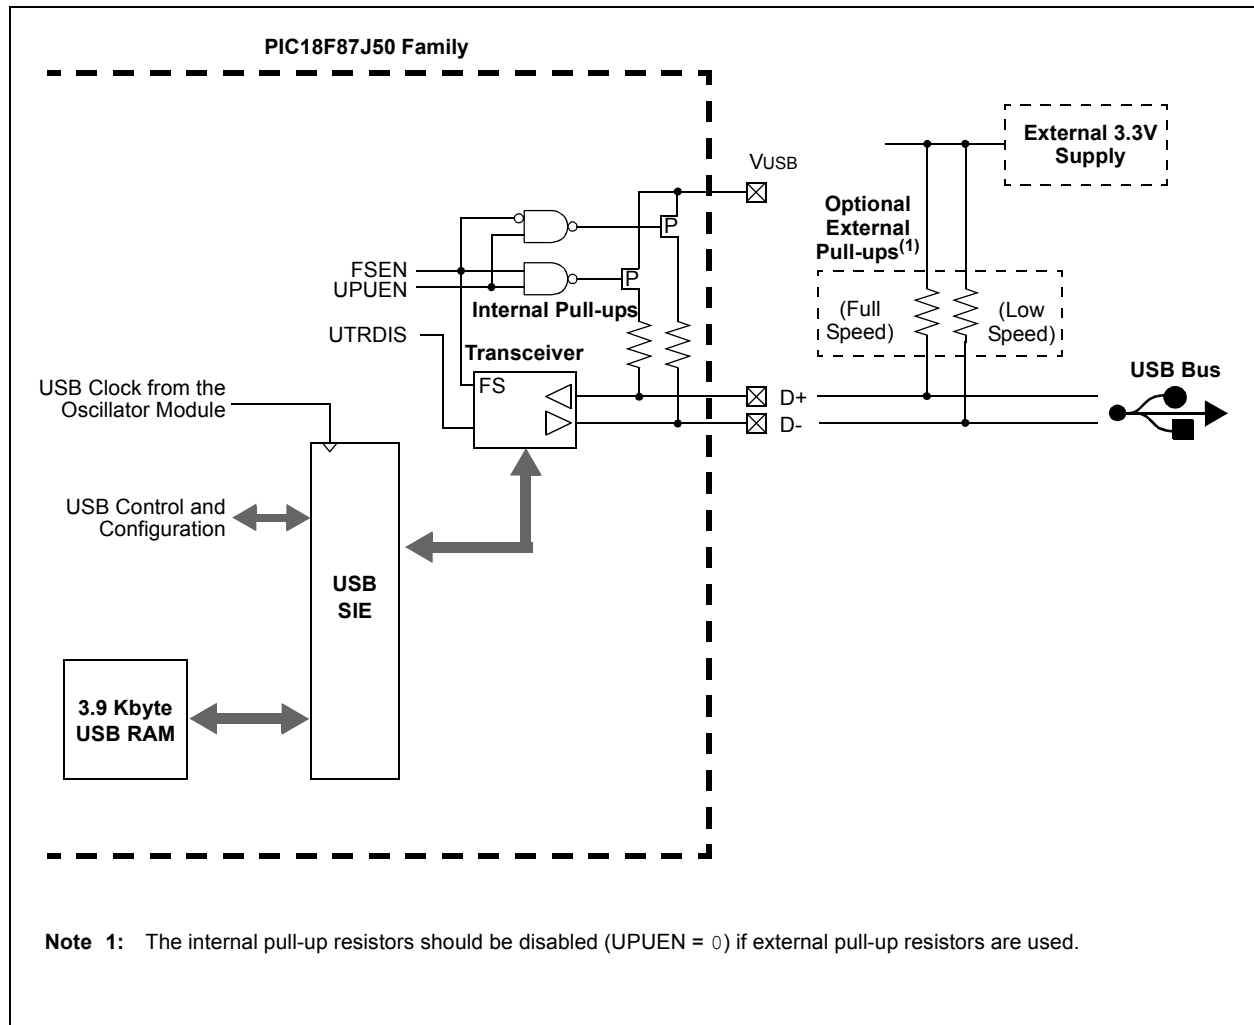 PIC18F87J50 Family
External 3.3V
Supply
VUSB
Optional
External
Pull-ups(1)
P
FSEN
UPUEN
P
Internal Pull-ups
(Full
Speed)
(Low
Speed)
UTRDIS
Transceiver
FS
USB Clock from the
Oscillator Module
D+
D-
USB Bus
USB Control and
Configuration
USB
SIE
3.9 Kbyte
USB RAM
Note 1: The internal pull-up resistors should be disabled (UPUEN = 0) if external pull-up resistors are used.